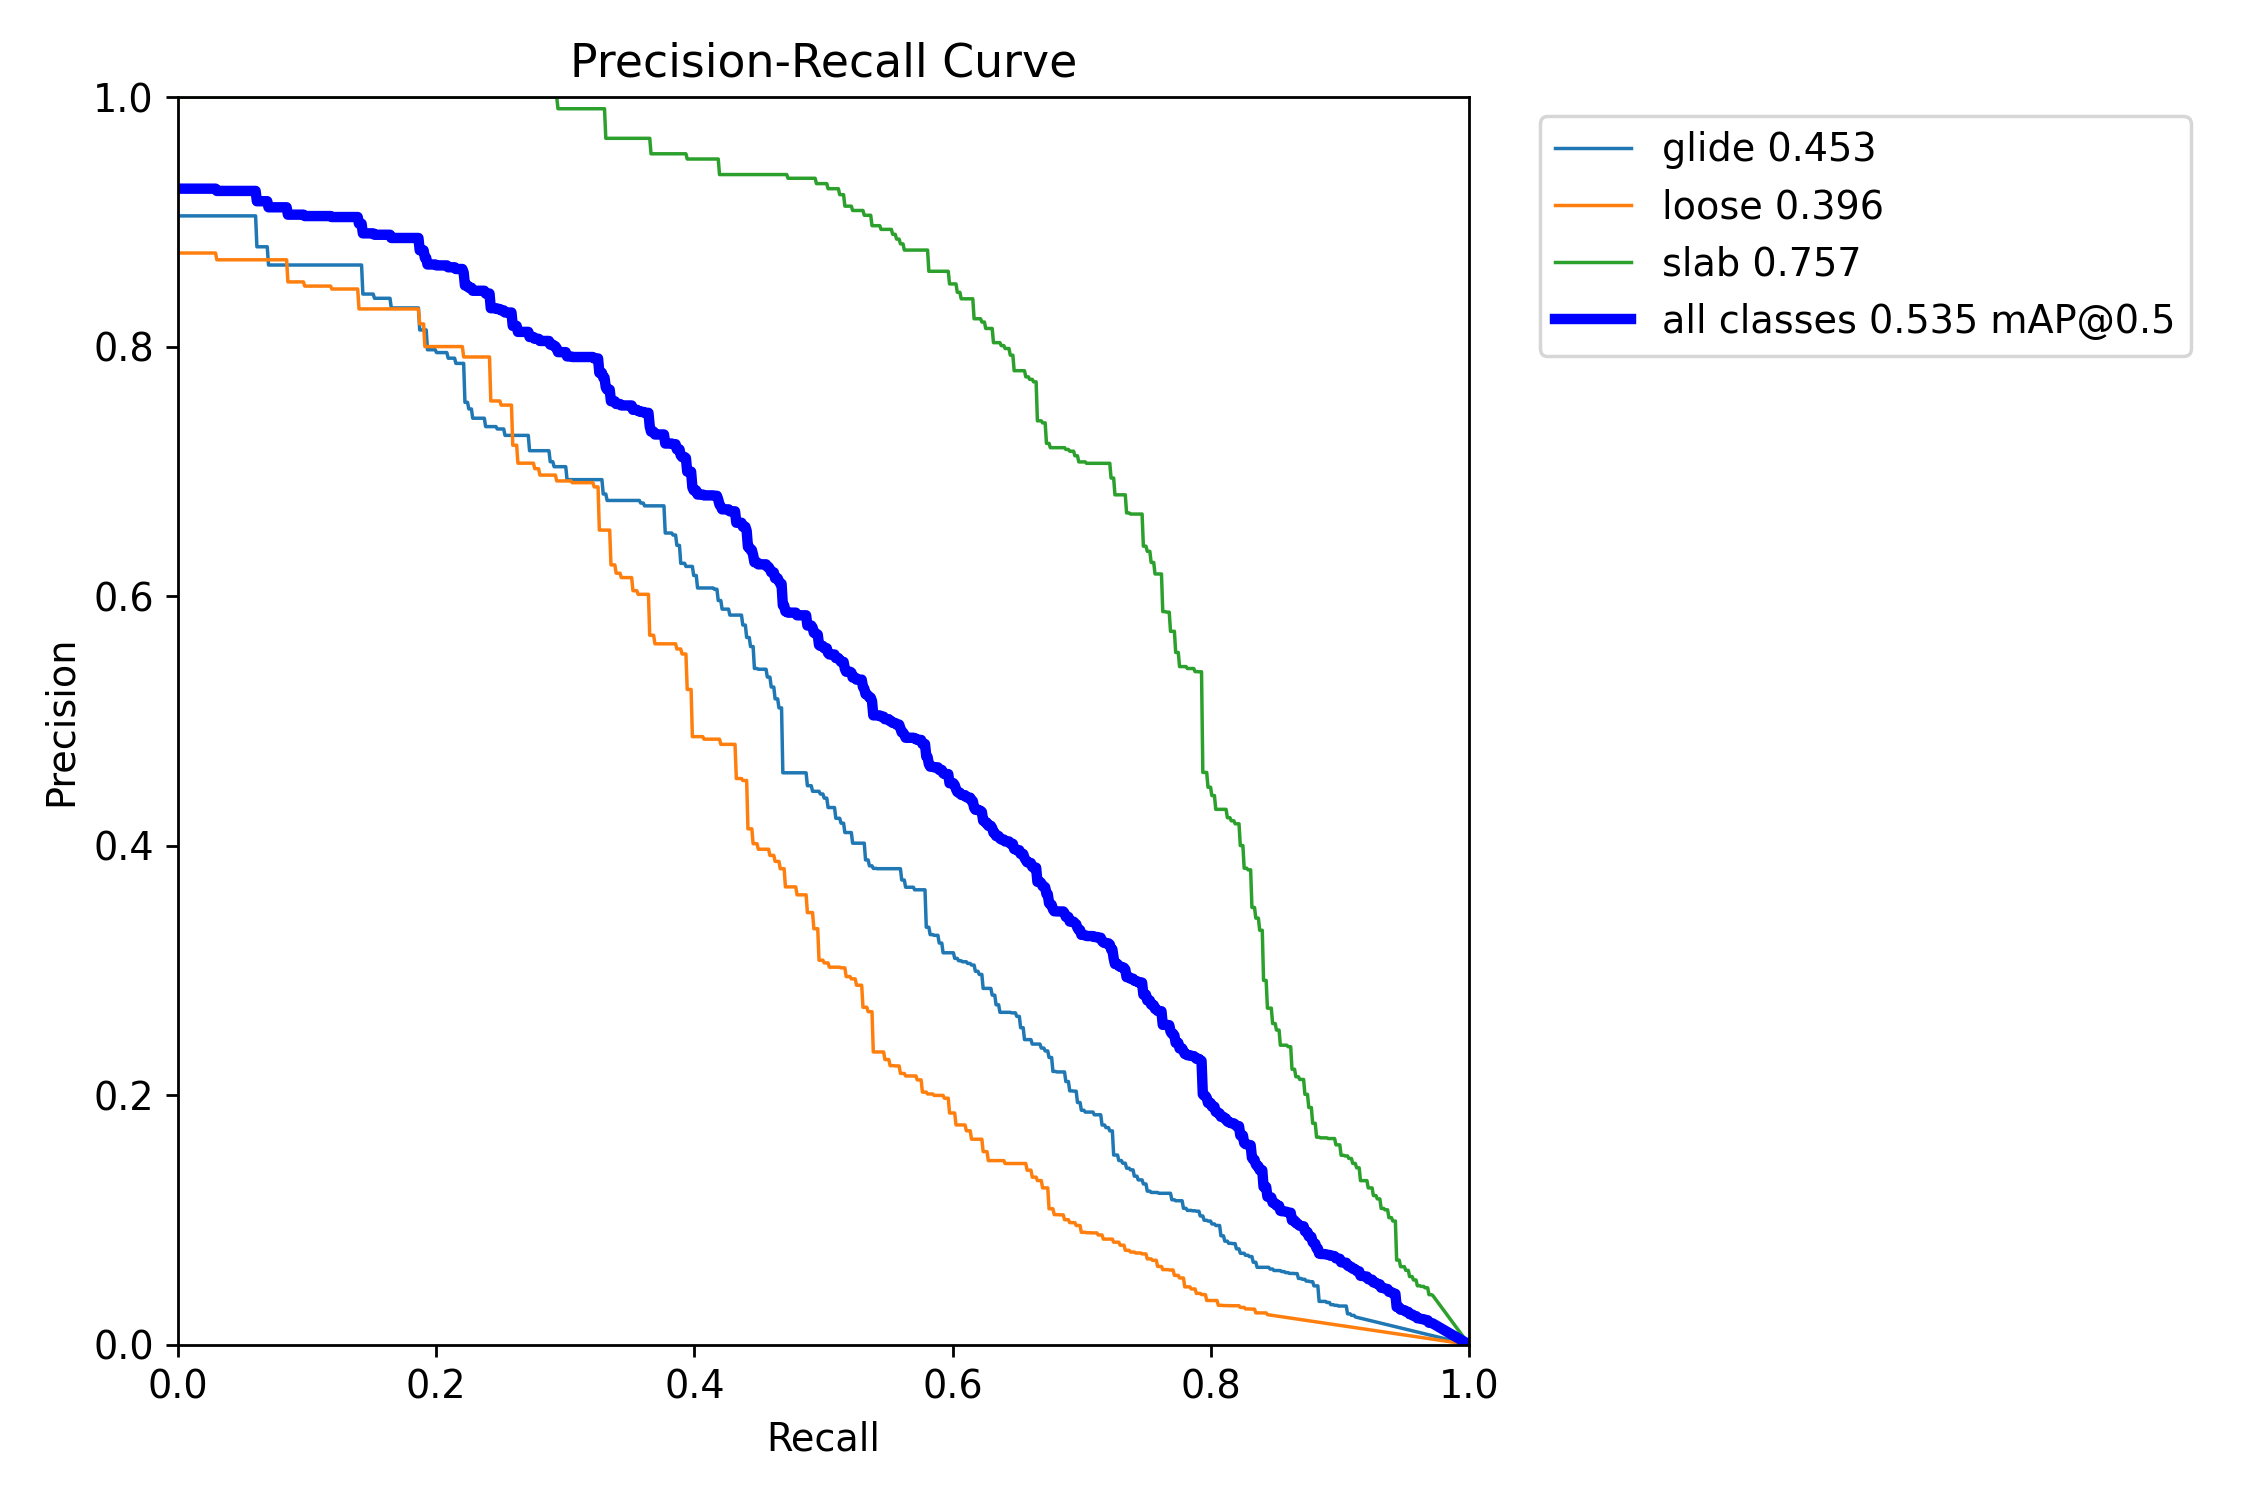 Precision-Recall Curve
1.0
0.8
0.6
0.4
0.2
0.0
Precision
0.0 0.2 0.4 0.6 0.8 1.0
Recall
glide 0.453
loose 0.396
slab 0.757
all classes 0.535 mAP@0.5